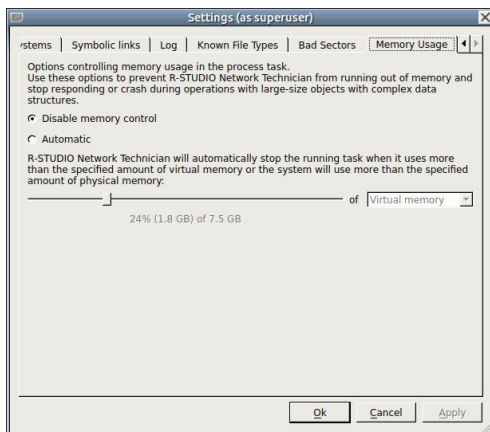 Settings (as superuser)
ystems Symbolic links Log Known File Types Bad Sectors Memory Usage
Options controlling memory usage in the process task.
Use these options to prevent R-STUDIO Network Technician from running out of memory and
stop responding or crash during operations with large-size objects with complex data
structures.
Disable memory control
Automatic
R-STUDIO Network Technician will automatically stop the running task when it uses more
than the specified amount of virtual memory or the system will use more than the specified
amount of physical memory:
of Virtual memory
24% (1.8 GB) of 7.5 GB
Ok Cancel Apply